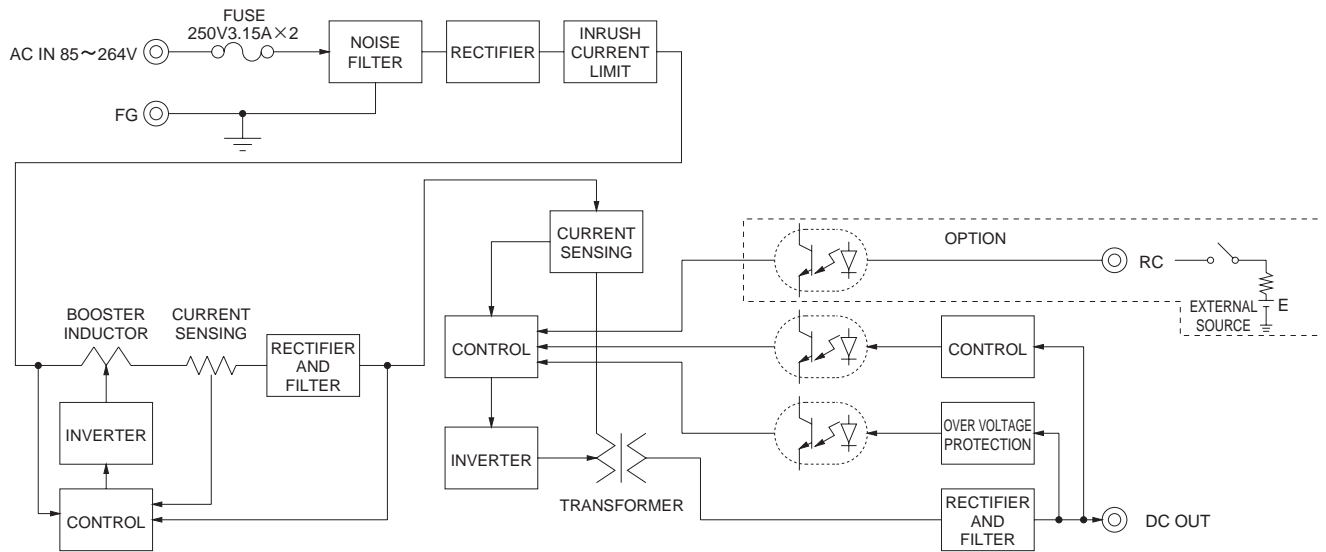 FUSE
250V3.15A×2
AC IN 85～264V
NOISE
FILTER
RECTIFIER
INRUSH
CURRENT
LIMIT
FG
CURRENT
SENSING
OPTION
RC
E
EXTERNAL
SOURCE
BOOSTER
INDUCTOR
CURRENT
SENSING
RECTIFIER
AND
FILTER
CONTROL
CONTROL
INVERTER
INVERTER
OVER VOLTAGE
PROTECTION
TRANSFORMER
CONTROL
RECTIFIER
AND
FILTER
DC OUT